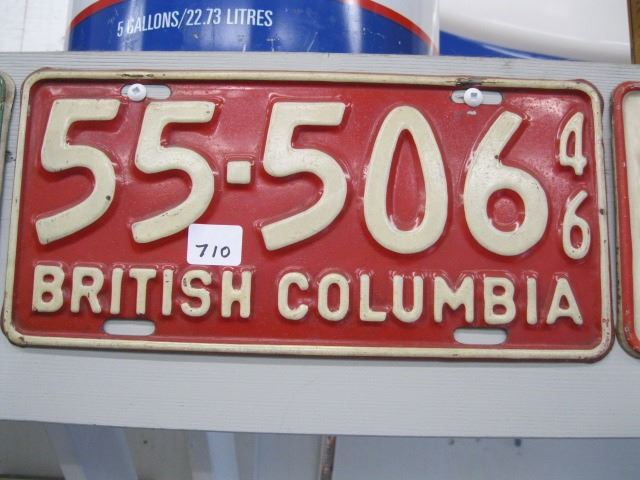 5 GALLONS/22.73 LITRES
55-506
46
710
BRITISH COLUMBIA